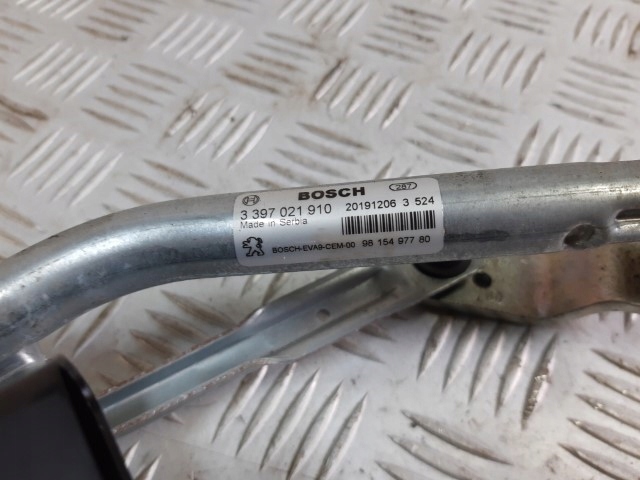 BOSCH 287
3 397 021 910 20191206 3 524
Made in Serbia
BOSCH-EVA9-CEM-00 98 154 977 80